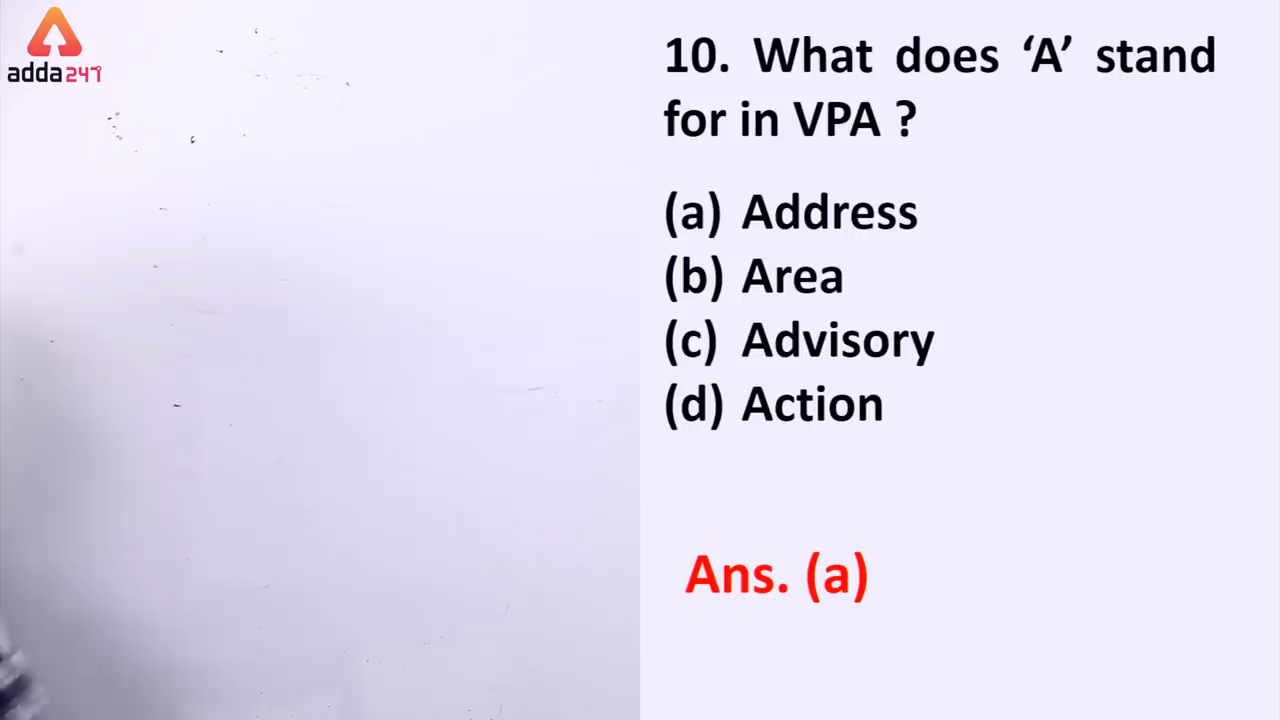 adda247
10. What does ‘A’ stand
for in VPA ?
(a) Address
(b) Area
(c) Advisory
(d) Action
Ans. (a)